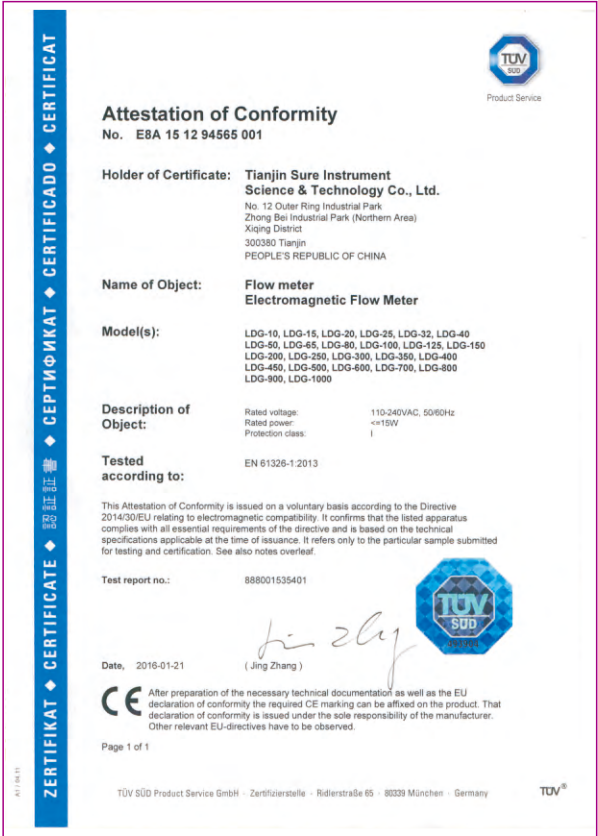 ZERTIFIKAT ◆ CERTIFICATE ◆ 認証証書 ◆ СЕРТИФИКАТ ◆ CERTIFICADO ◆ CERTIFICAT
TÜV
SÜD
Product Service
Attestation of Conformity
No. E8A 15 12 94565 001
Holder of Certificate: Tianjin Sure Instrument
Science & Technology Co., Ltd.
No. 12 Outer Ring Industrial Park
Zhong Bei Industrial Park (Northern Area)
Xiqing District
300380 Tianjin
PEOPLE'S REPUBLIC OF CHINA
Name of Object: Flow meter
Electromagnetic Flow Meter
Model(s): LDG-10, LDG-15, LDG-20, LDG-25, LDG-32, LDG-40
LDG-50, LDG-65, LDG-80, LDG-100, LDG-125, LDG-150
LDG-200, LDG-250, LDG-300, LDG-350, LDG-400
LDG-450, LDG-500, LDG-600, LDG-700, LDG-800
LDG-900, LDG-1000
Description of
Object:
Rated voltage: 110-240VAC, 50/60Hz
Rated power: <=15W
Protection class: I
Tested
according to:
EN 61326-1:2013
This Attestation of Conformity is issued on a voluntary basis according to the Directive
2014/30/EU relating to electromagnetic compatibility. It confirms that the listed apparatus
complies with all essential requirements of the directive and is based on the technical
specifications applicable at the time of issuance. It refers only to the particular sample submitted
for testing and certification. See also notes overleaf.
Test report no.: 888001535401
TÜV
SÜD
Date, 2016-01-21 ( Jing Zhang )
CE
After preparation of the necessary technical documentation as well as the EU
declaration of conformity the required CE marking can be affixed on the product. That
declaration of conformity is issued under the sole responsibility of the manufacturer.
Other relevant EU-directives have to be observed.
Page 1 of 1
A1 / 04.11
TÜV SÜD Product Service GmbH · Zertifizierstelle · Ridlerstraße 65 · 80339 München · Germany
TÜV®